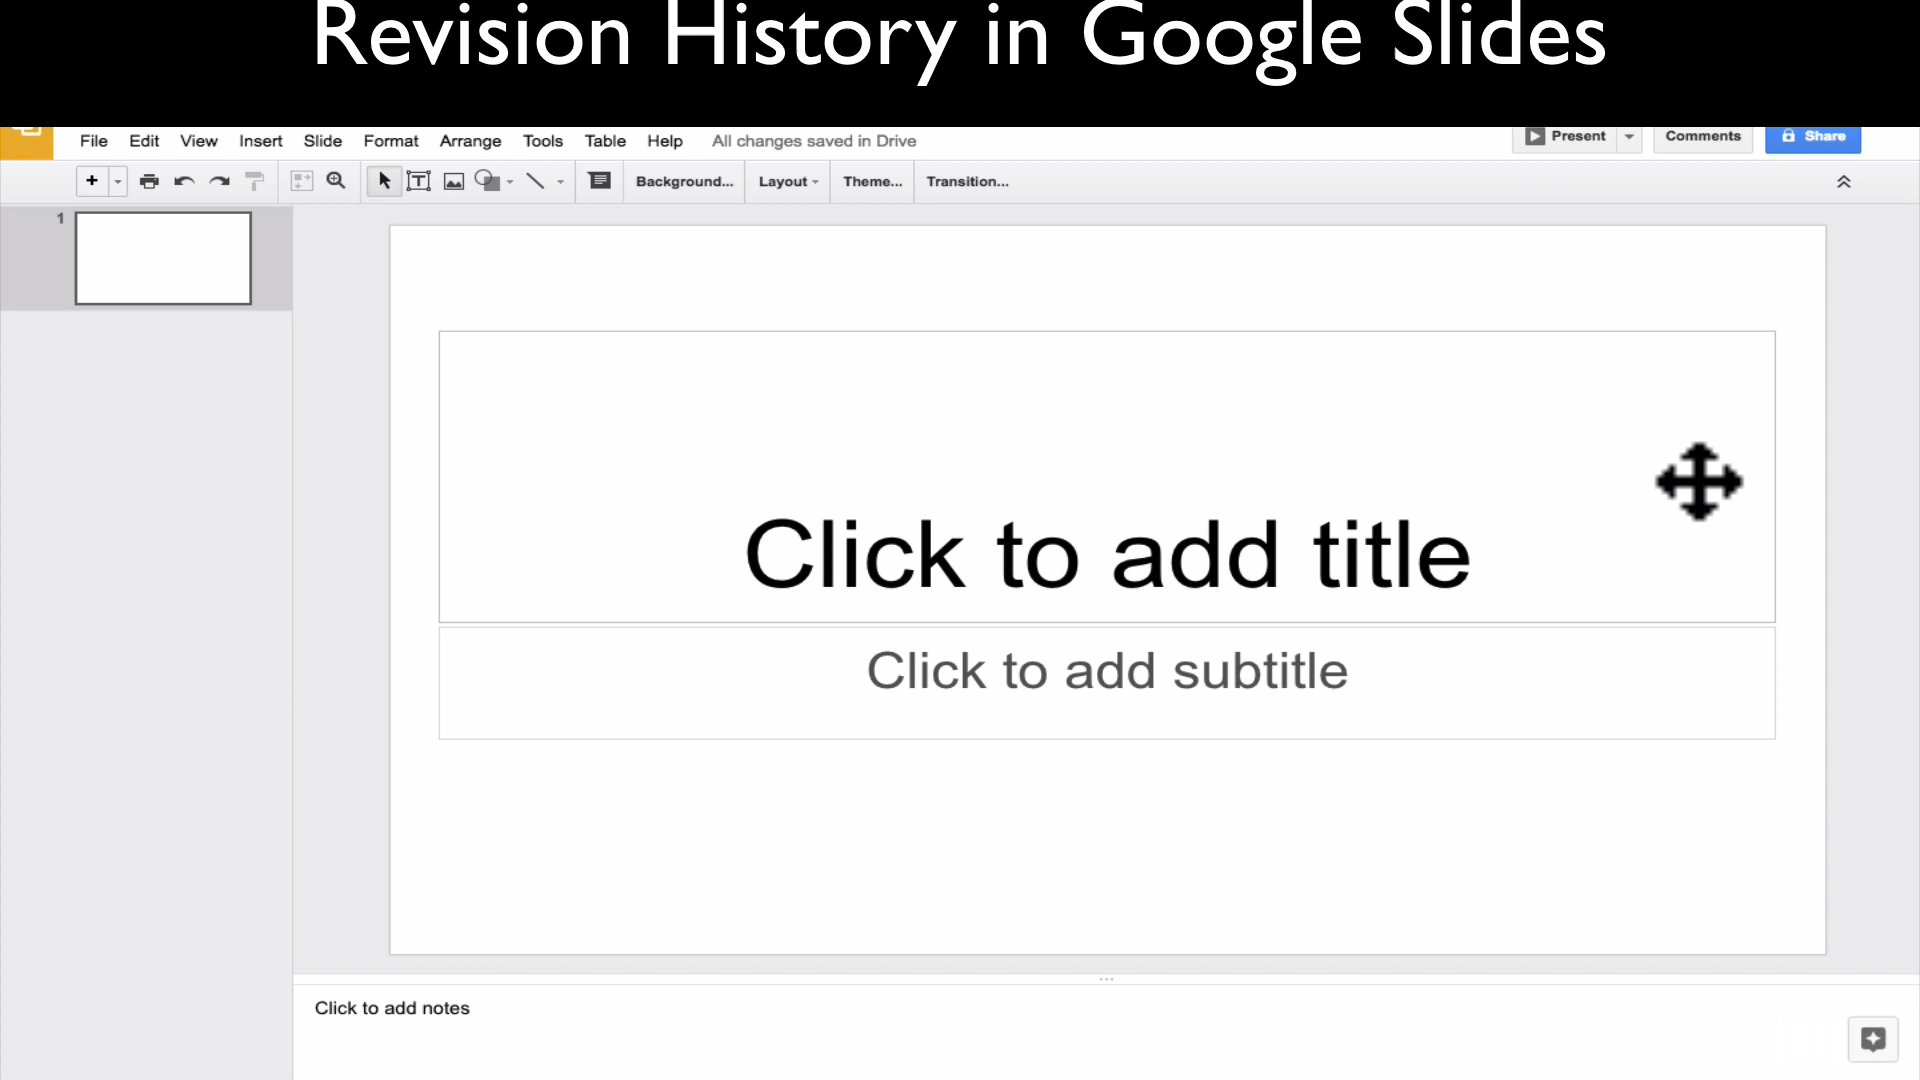 Revision History in Google Slides
File Edit View Insert Slide Format Arrange Tools Table Help All changes saved in Drive Present Comments Share
Background... Layout Theme... Transition...
1
Click to add title
Click to add subtitle
Click to add notes